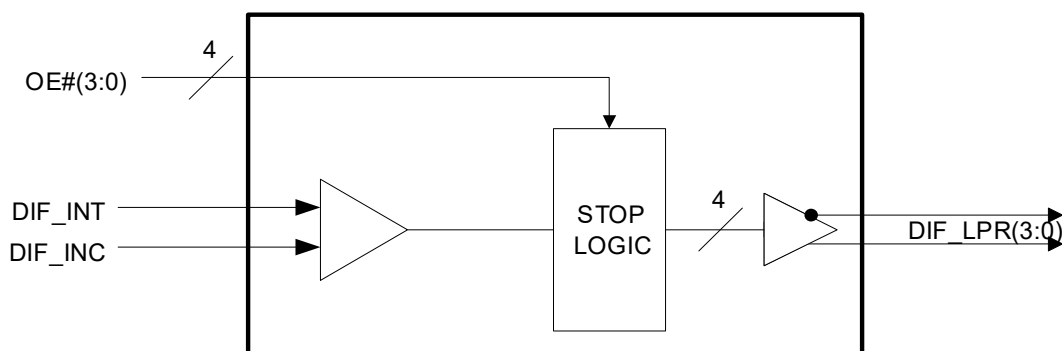 4
OE#(3:0)
DIF_INT
DIF_INC
STOP
LOGIC
4
DIF_LPR(3:0)